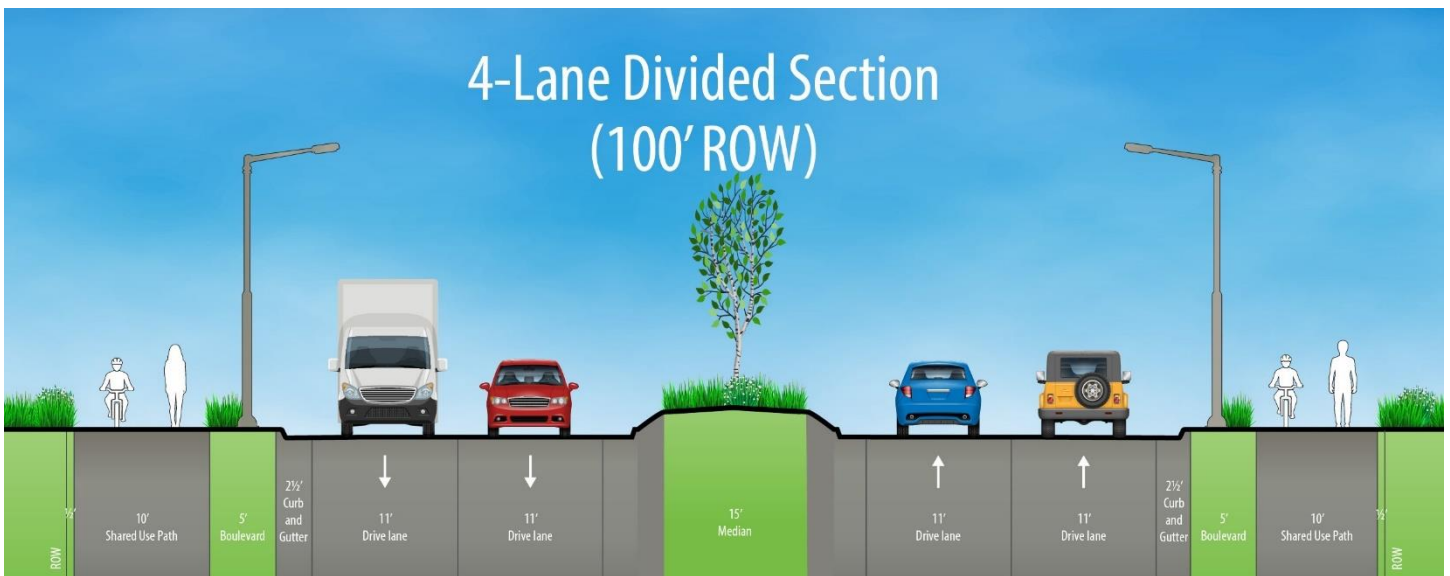 4-Lane Divided Section
(100' ROW)
ROW
½'
10'
Shared Use Path
5'
Boulevard
2½'
Curb
and
Gutter
11'
Drive lane
11'
Drive lane
15'
Median
11'
Drive lane
11'
Drive lane
2½'
Curb
and
Gutter
5'
Boulevard
10'
Shared Use Path
½'
ROW